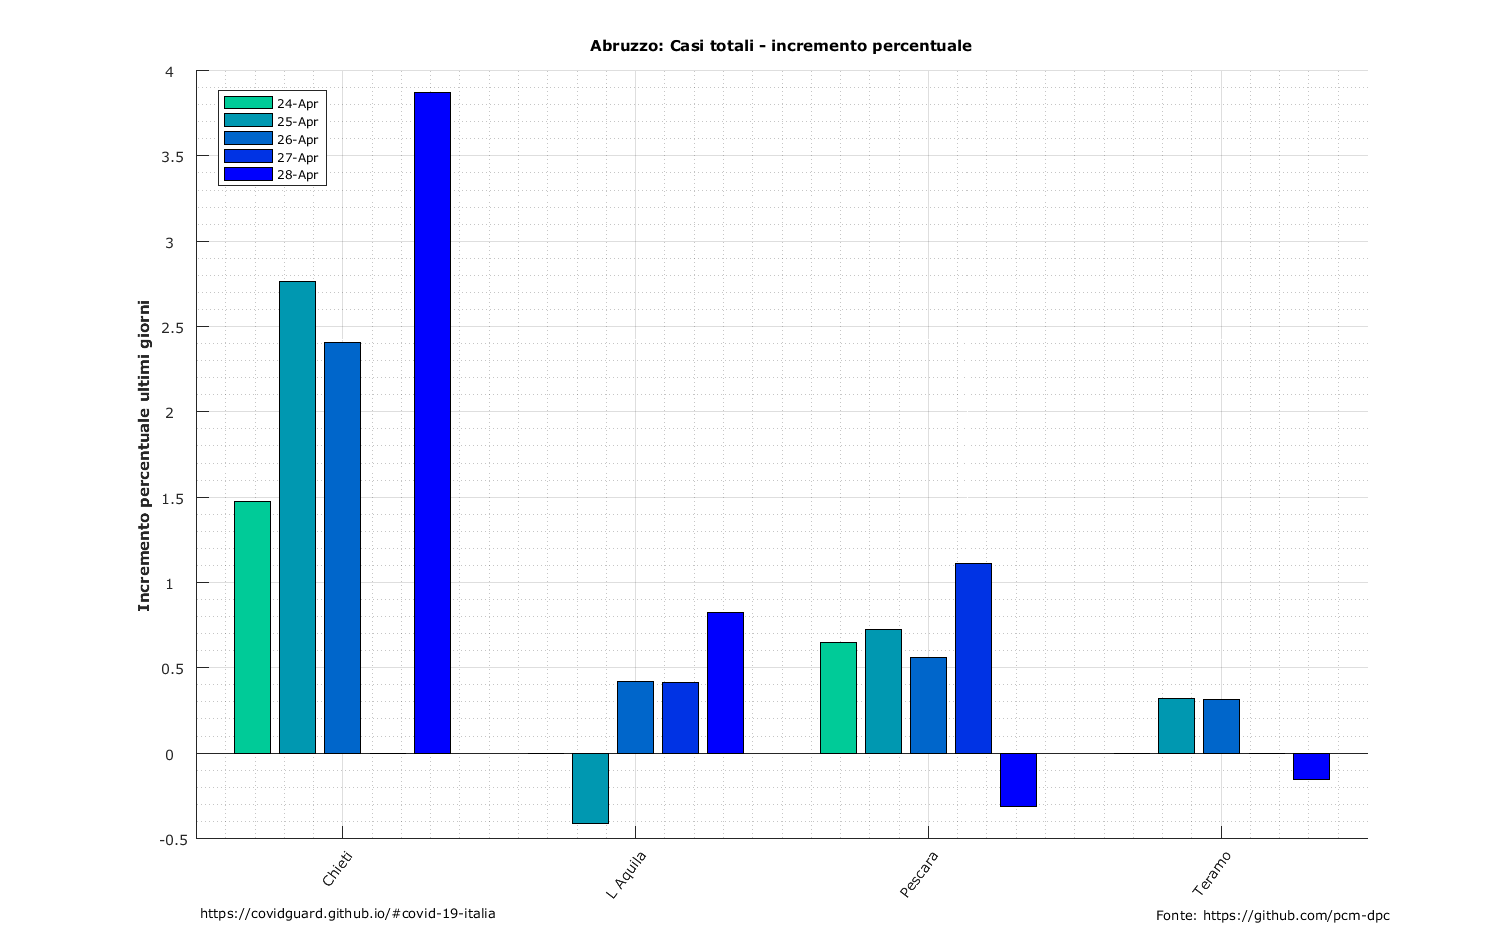 Abruzzo: Casi totali - incremento percentuale
4
3.5
3
2.5
2
1.5
1
0.5
0
-0.5
Incremento percentuale ultimi giorni
24-Apr
25-Apr
26-Apr
27-Apr
28-Apr
Chieti
L Aquila
Pescara
Teramo
https://covidguard.github.io/#covid-19-italia
Fonte: https://github.com/pcm-dpc